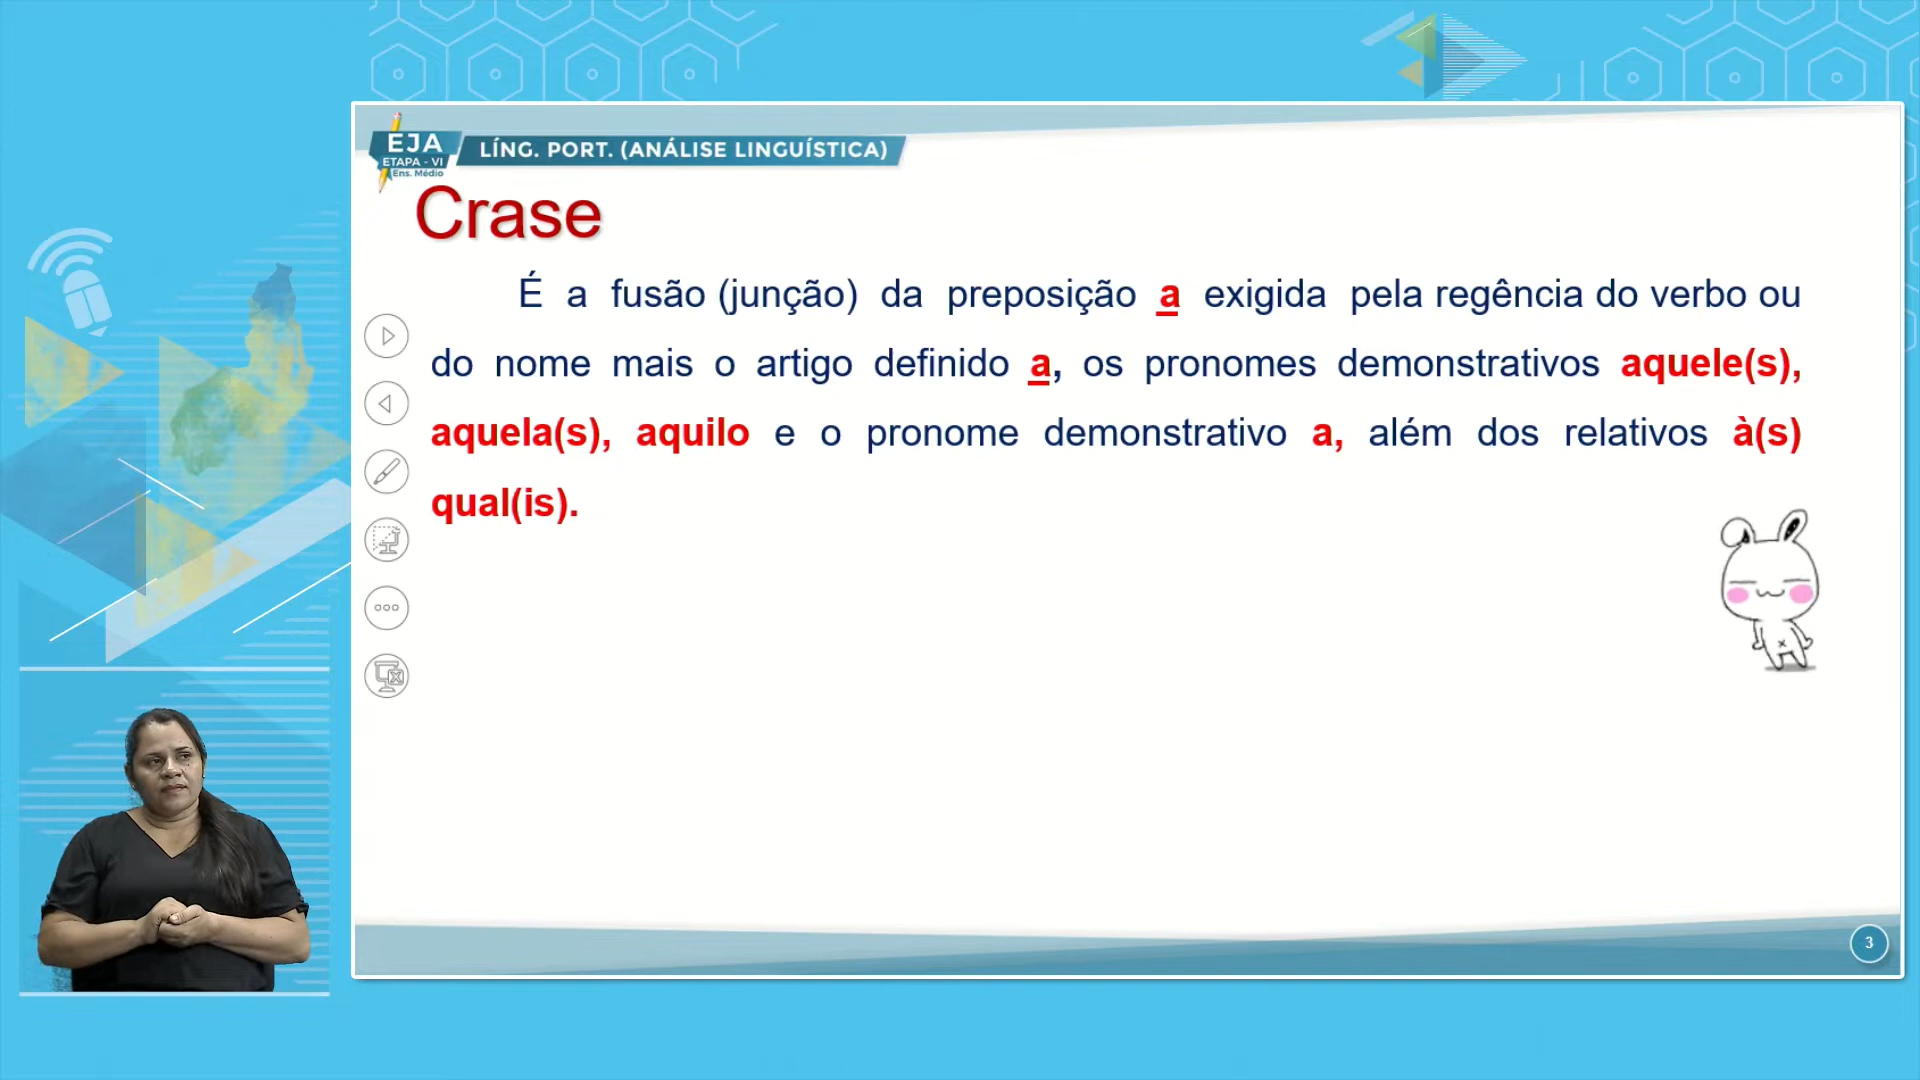 EJA
ETAPA - VI
Ens. Médio
LÍNG. PORT. (ANÁLISE LINGUÍSTICA)
Crase
É a fusão (junção) da preposição a exigida pela regência do verbo ou
do nome mais o artigo definido a, os pronomes demonstrativos aquele(s),
aquela(s), aquilo e o pronome demonstrativo a, além dos relativos à(s)
qual(is).
3